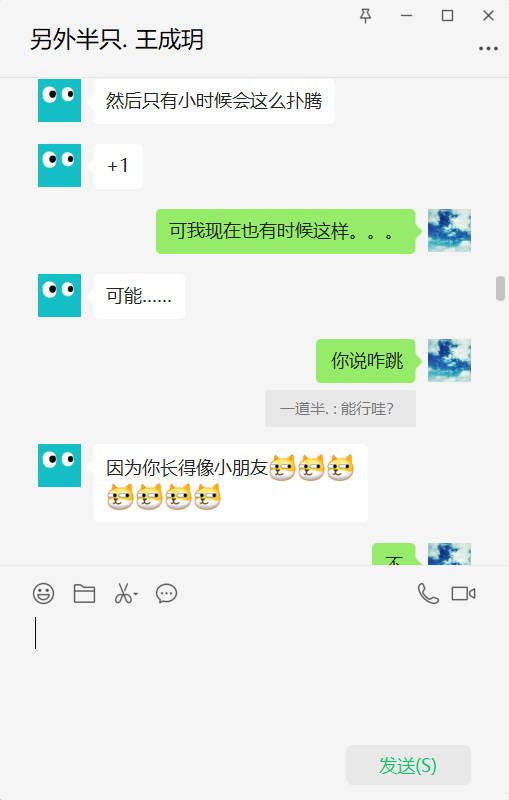 另外半只. 王成玥
然后只有小时候会这么扑腾
+1
可我现在也有时候这样。。。
可能......
你说咋跳
一道半. : 能行哇？
因为你长得像小朋友
不
发送(S)